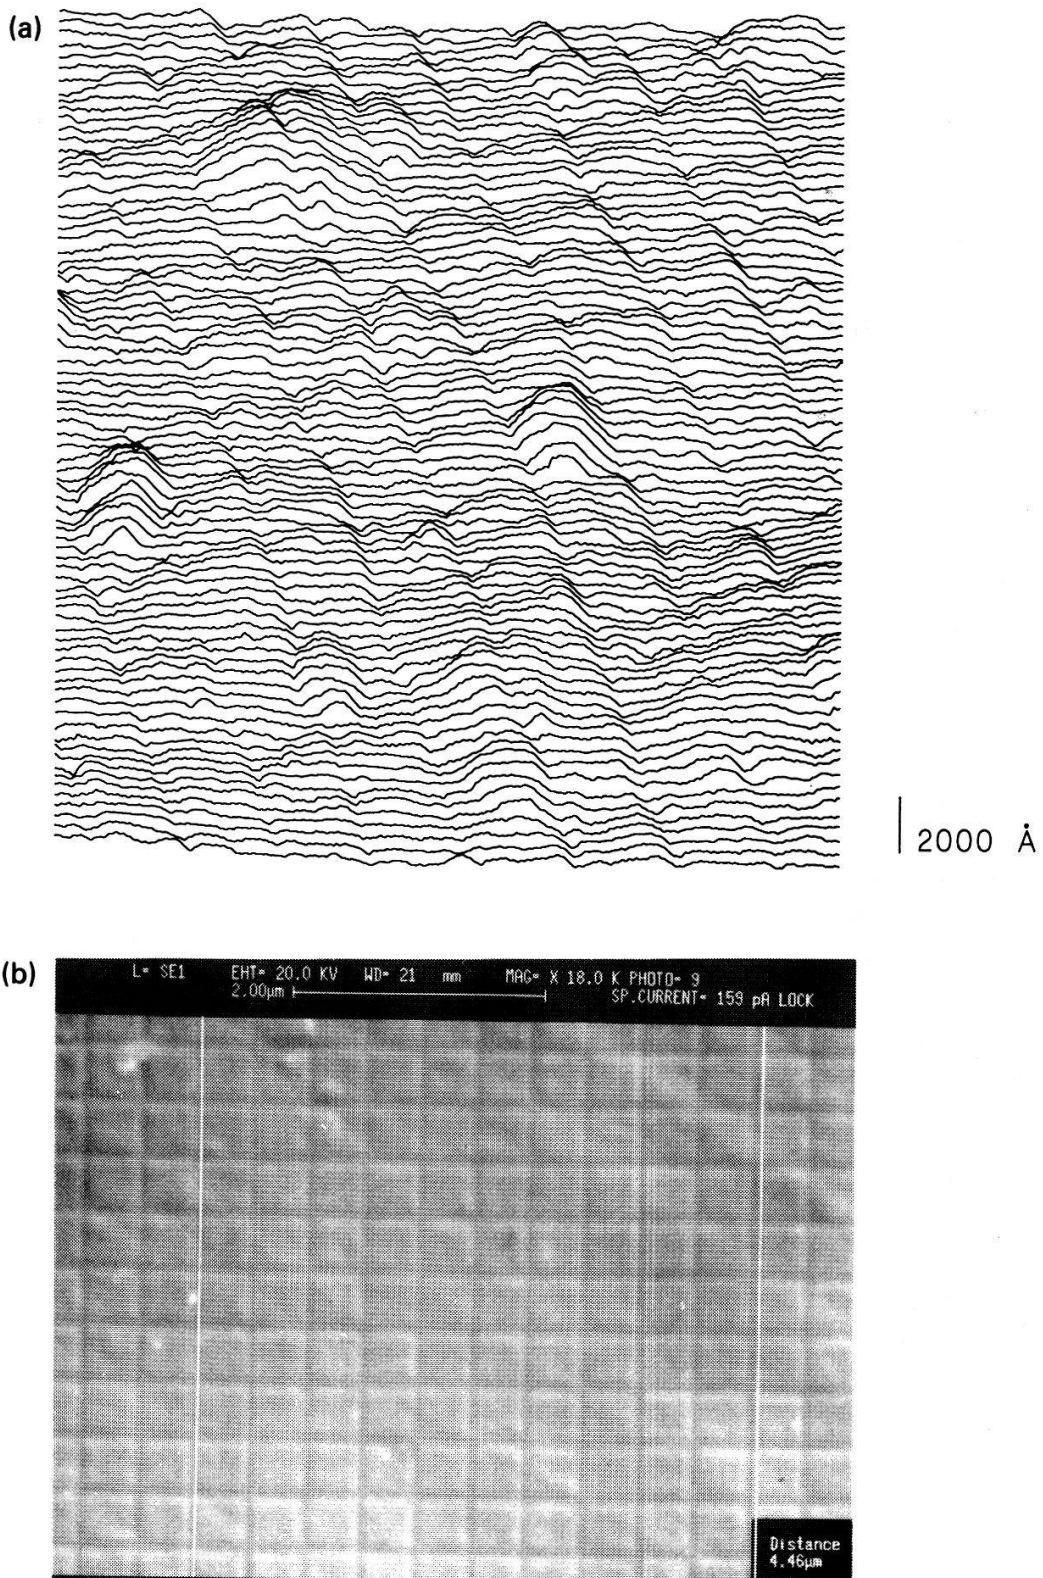 (a)
2000 Å
(b)
L= SE1 EHT= 20.0 KV WD= 21 mm MAG= X 18.0 K PHOTO= 9
2.00μm SP.CURRENT= 159 pA LOCK
Distance
4.46μm